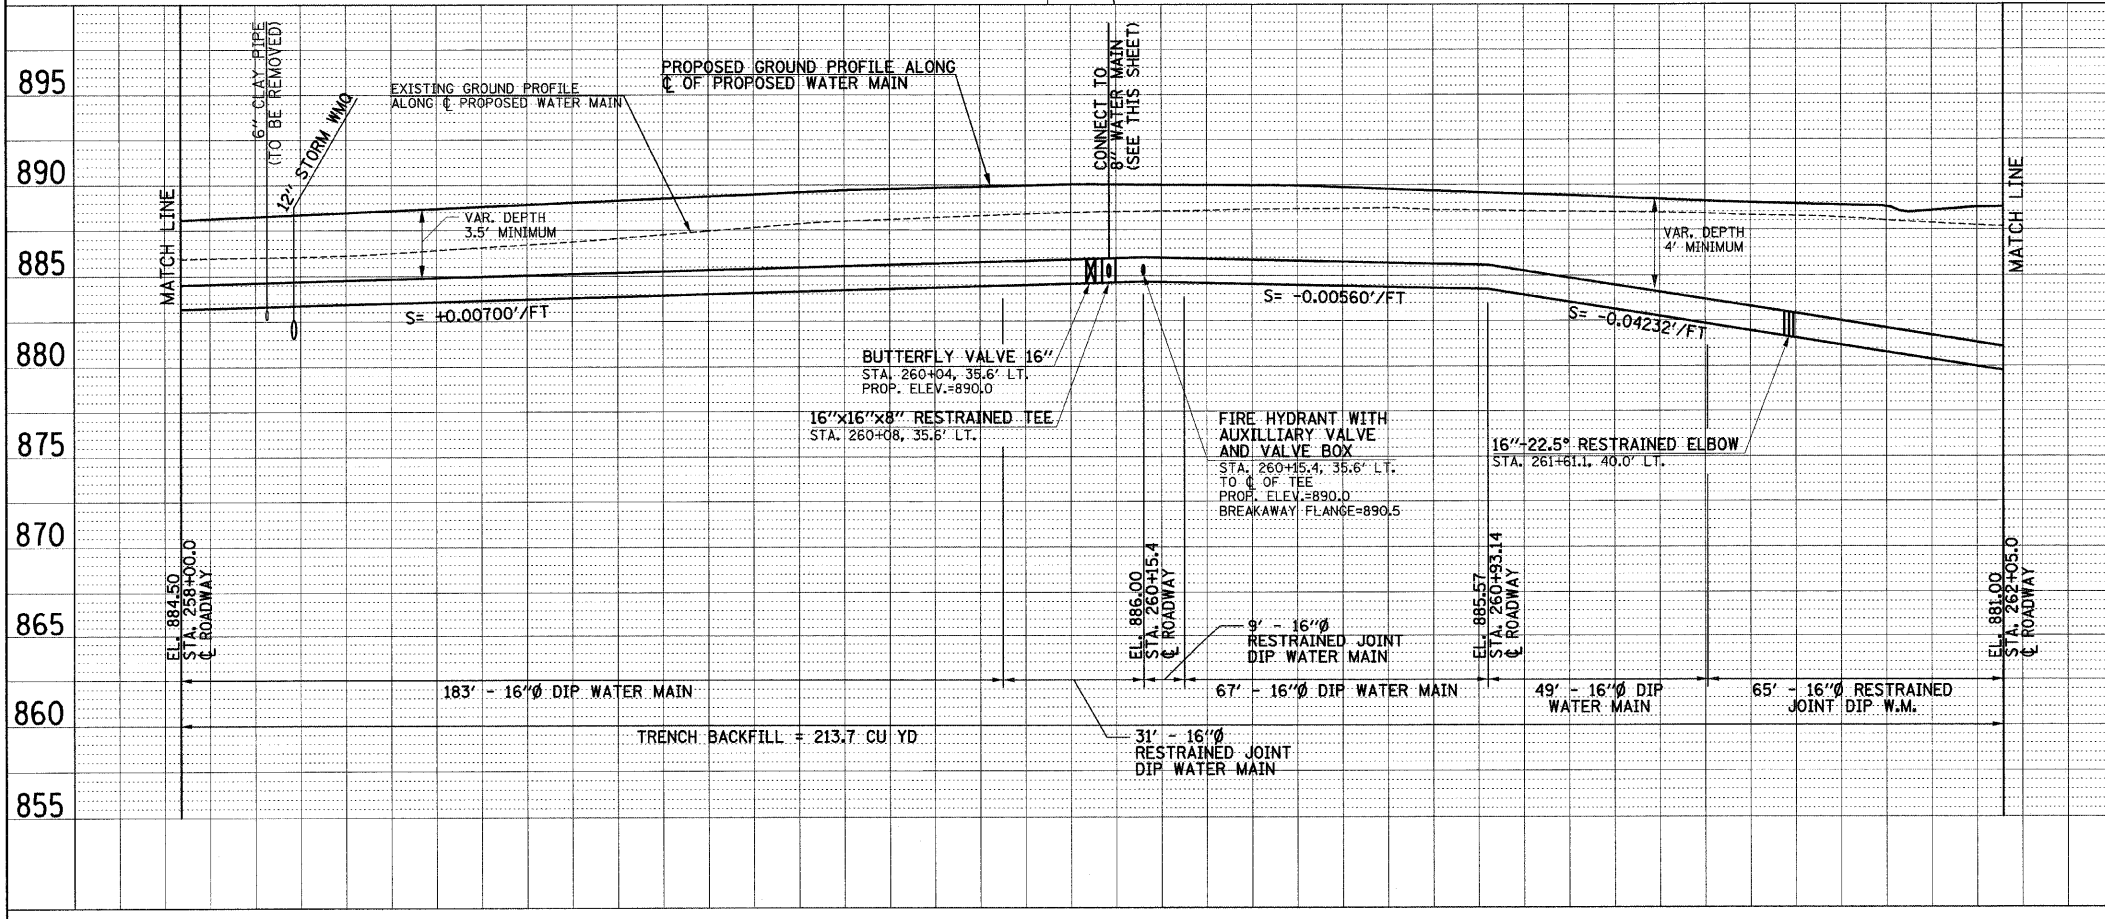 895
890
885
880
875
870
865
860
855
6" CLAY PIPE
(TO BE REMOVED)
12" STORM WMQ
EXISTING GROUND PROFILE
ALONG ℄ PROPOSED WATER MAIN
PROPOSED GROUND PROFILE ALONG
℄ OF PROPOSED WATER MAIN
CONNECT TO
8" WATER MAIN
(SEE THIS SHEET)
MATCH LINE
MATCH LINE
VAR. DEPTH
3.5' MINIMUM
VAR. DEPTH
4' MINIMUM
S= +0.00700'/FT
S= -0.00560'/FT
S= -0.04232'/FT
BUTTERFLY VALVE 16"
STA. 260+04, 35.6' LT.
PROP. ELEV.=890.0
16"x16"x8" RESTRAINED TEE
STA. 260+08, 35.6' LT.
FIRE HYDRANT WITH
AUXILLIARY VALVE
AND VALVE BOX
STA. 260+15.4, 35.6' LT.
TO ℄ OF TEE
PROP. ELEV.=890.0
BREAKAWAY FLANGE=890.5
16"-22.5° RESTRAINED ELBOW
STA. 261+61.1, 40.0' LT.
EL. 884.50
STA. 258+00.0
℄ ROADWAY
EL. 886.00
STA. 260+15.4
℄ ROADWAY
EL. 885.57
STA. 260+93.14
℄ ROADWAY
EL. 881.00
STA. 262+05.0
℄ ROADWAY
9' - 16"Ø
RESTRAINED JOINT
DIP WATER MAIN
183' - 16"Ø DIP WATER MAIN
67' - 16"Ø DIP WATER MAIN
49' - 16"Ø DIP
WATER MAIN
65' - 16"Ø RESTRAINED
JOINT DIP W.M.
TRENCH BACKFILL = 213.7 CU YD
31' - 16"Ø
RESTRAINED JOINT
DIP WATER MAIN